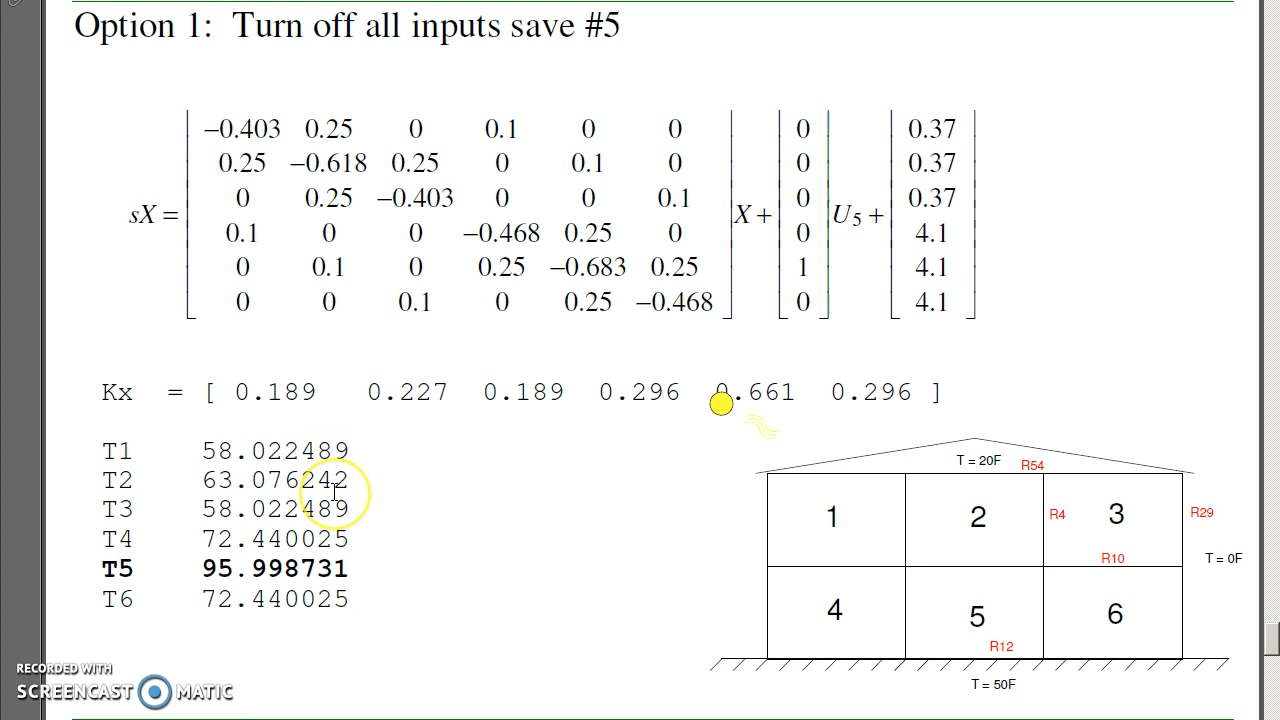 Option 1: Turn off all inputs save #5
−0.403 0.25 0 0.1 0 0 0 0.37
0.25 −0.618 0.25 0 0.1 0 0 0.37
0 0.25 −0.403 0 0 0.1 0 0.37
sX = X + U5 +
0.1 0 0 −0.468 0.25 0 0 4.1
0 0.1 0 0.25 −0.683 0.25 1 4.1
0 0 0.1 0 0.25 −0.468 0 4.1
Kx = [ 0.189 0.227 0.189 0.296 0.661 0.296 ]
T1 58.022489
T2 63.076242
T3 58.022489
T4 72.440025
T5 95.998731
T6 72.440025
T = 20F R54
1 2 R4 3 R29
R10 T = 0F
4 5 6
R12
T = 50F
RECORDED WITH
SCREENCAST MATIC